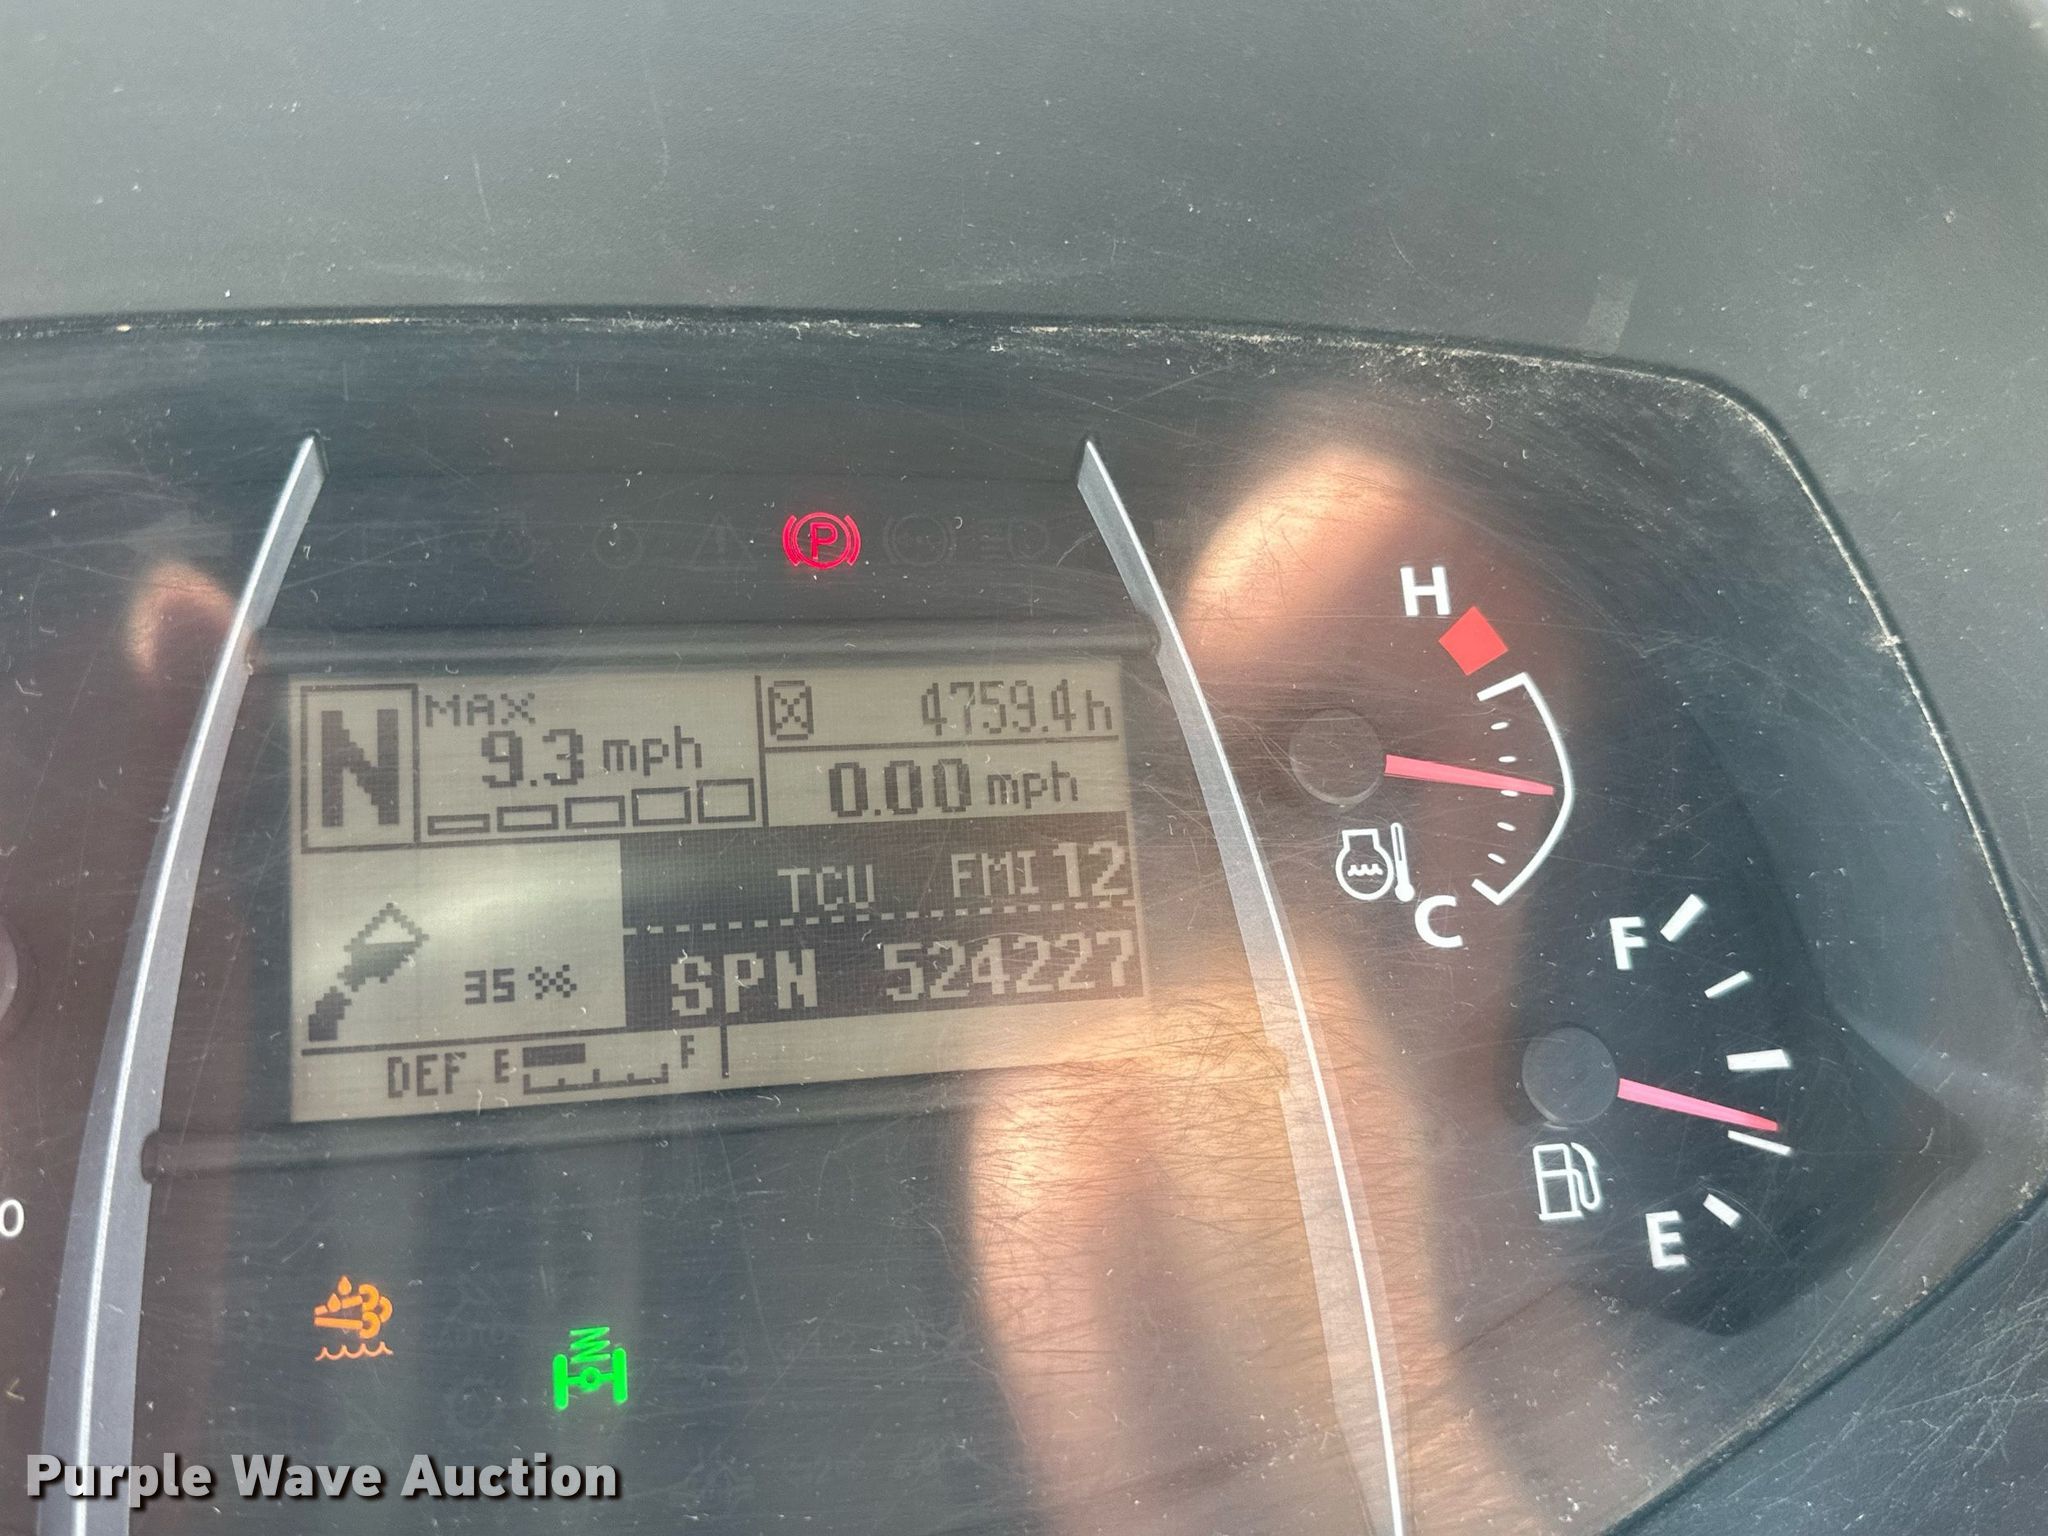 N MAX 4759.4 h
9.3 mph
0.00 mph
TCU FMI 12
35 %
SPN 524227
DEF E F
P
H
C
F
E
0
Purple Wave Auction